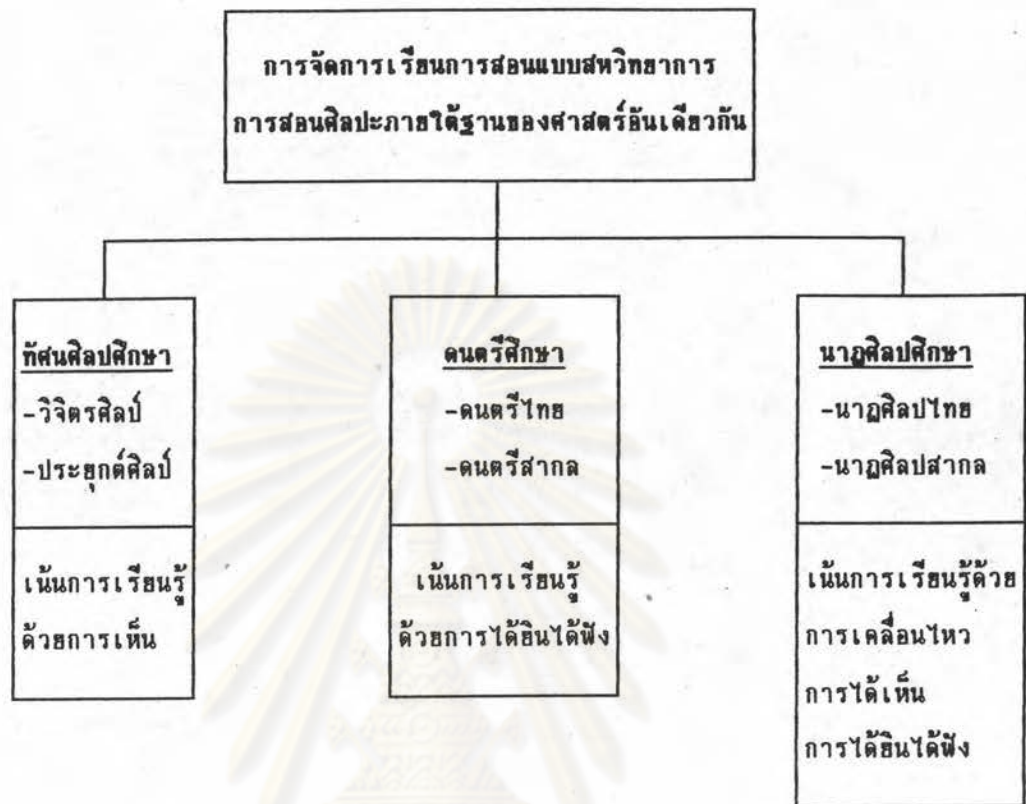 การจัดการเรียนการสอนแบบสหวิทยาการ
การสอนศิลปะภายใต้ฐานของศาสตร์อันเดียวกัน
ทัศนศิลปศึกษา
-วิจิตรศิลป์
-ประยุกต์ศิลป์
เน้นการเรียนรู้
ด้วยการเห็น
ดนตรีศึกษา
-ดนตรีไทย
-ดนตรีสากล
เน้นการเรียนรู้
ด้วยการได้ยินได้ฟัง
นาฏศิลปศึกษา
-นาฏศิลปไทย
-นาฏศิลปสากล
เน้นการเรียนรู้ด้วย
การเคลื่อนไหว
การได้เห็น
การได้ยินได้ฟัง